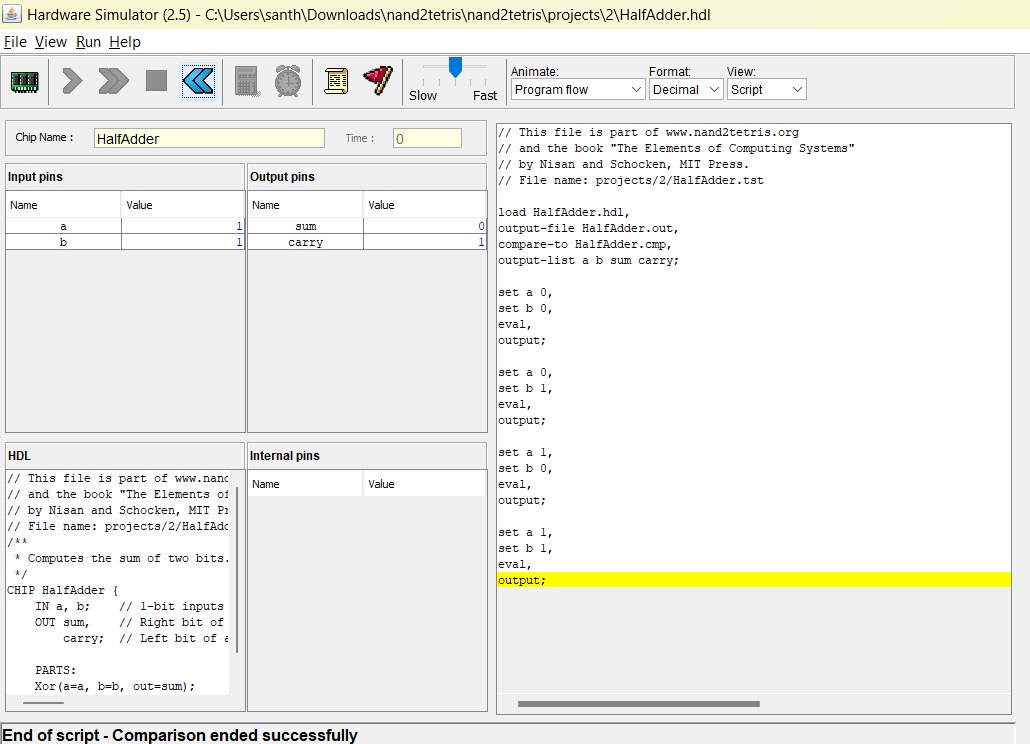 Hardware Simulator (2.5) - C:\Users\santh\Downloads\nand2tetris\nand2tetris\projects\2\HalfAdder.hdl
File View Run Help
Slow Fast
Animate: Format: View:
Program flow Decimal Script
Chip Name : HalfAdder Time : 0
Input pins
Name Value
a 1
b 1
Output pins
Name Value
sum 0
carry 1
HDL
// This file is part of www.nand
// and the book "The Elements of
// by Nisan and Schocken, MIT Pr
// File name: projects/2/HalfAdd
/**
* Computes the sum of two bits.
*/
CHIP HalfAdder {
IN a, b; // 1-bit inputs
OUT sum, // Right bit of
carry; // Left bit of a
PARTS:
Xor(a=a, b=b, out=sum);
Internal pins
Name Value
// This file is part of www.nand2tetris.org
// and the book "The Elements of Computing Systems"
// by Nisan and Schocken, MIT Press.
// File name: projects/2/HalfAdder.tst
load HalfAdder.hdl,
output-file HalfAdder.out,
compare-to HalfAdder.cmp,
output-list a b sum carry;
set a 0,
set b 0,
eval,
output;
set a 0,
set b 1,
eval,
output;
set a 1,
set b 0,
eval,
output;
set a 1,
set b 1,
eval,
output;
End of script - Comparison ended successfully